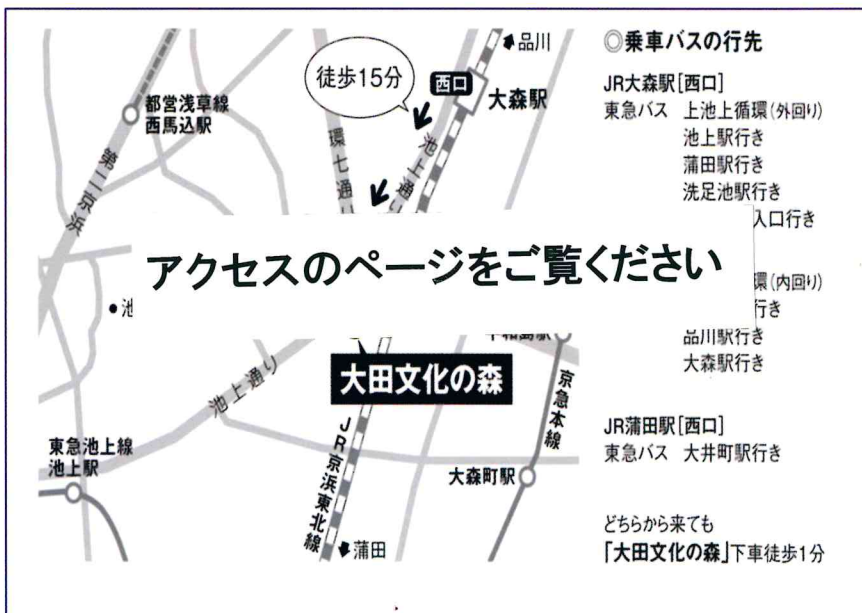 品川
徒歩15分
西口
大森駅
都営浅草線
西馬込駅
第二京浜
環七通り
池上通り
アクセスのページをご覧ください
池
大田文化の森
池上通り
JR京浜東北線
京急本線
東急池上線
池上駅
大森町駅
蒲田
◎乗車バスの行先
JR大森駅[西口]
東急バス 上池上循環(外回り)
池上駅行き
蒲田駅行き
洗足池駅行き
入口行き
環(内回り)
行き
品川駅行き
大森駅行き
JR蒲田駅[西口]
東急バス 大井町駅行き
どちらから来ても
「大田文化の森」下車徒歩1分